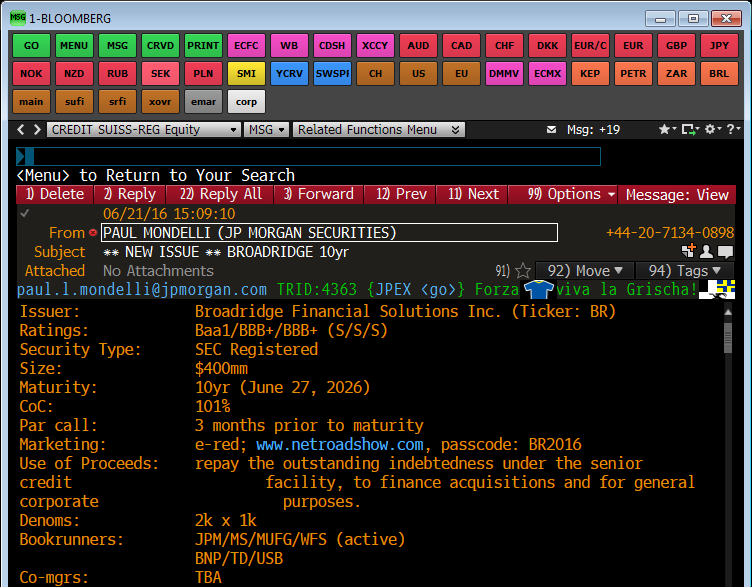 1-BLOOMBERG
GO MENU MSG CRVD PRINT ECFC WB CDSH XCCY AUD CAD CHF DKK EUR/C EUR GBP JPY
NOK NZD RUB SEK PLN SMI YCRV SWSPI CH US EU DMMV ECMX KEP PETR ZAR BRL
main sufi srfi xovr emar corp
CREDIT SUISS-REG Equity MSG Related Functions Menu Msg: +19
<Menu> to Return to Your Search
1) Delete 2) Reply 22) Reply All 3) Forward 12) Prev 11) Next 99) Options Message: View
06/21/16 15:09:10
From PAUL MONDELLI (JP MORGAN SECURITIES) +44-20-7134-0898
Subject ** NEW ISSUE ** BROADRIDGE 10yr
Attached No Attachments 91) 92) Move 94) Tags
paul.l.mondelli@jpmorgan.com TRID:4363 {JPEX <go>} Forza viva la Grischa!
Issuer: Broadridge Financial Solutions Inc. (Ticker: BR)
Ratings: Baa1/BBB+/BBB+ (S/S/S)
Security Type: SEC Registered
Size: $400mm
Maturity: 10yr (June 27, 2026)
CoC: 101%
Par call: 3 months prior to maturity
Marketing: e-red; www.netroadshow.com, passcode: BR2016
Use of Proceeds: repay the outstanding indebtedness under the senior
credit facility, to finance acquisitions and for general
corporate purposes.
Denoms: 2k x 1k
Bookrunners: JPM/MS/MUFG/WFS (active)
BNP/TD/USB
Co-mgrs: TBA